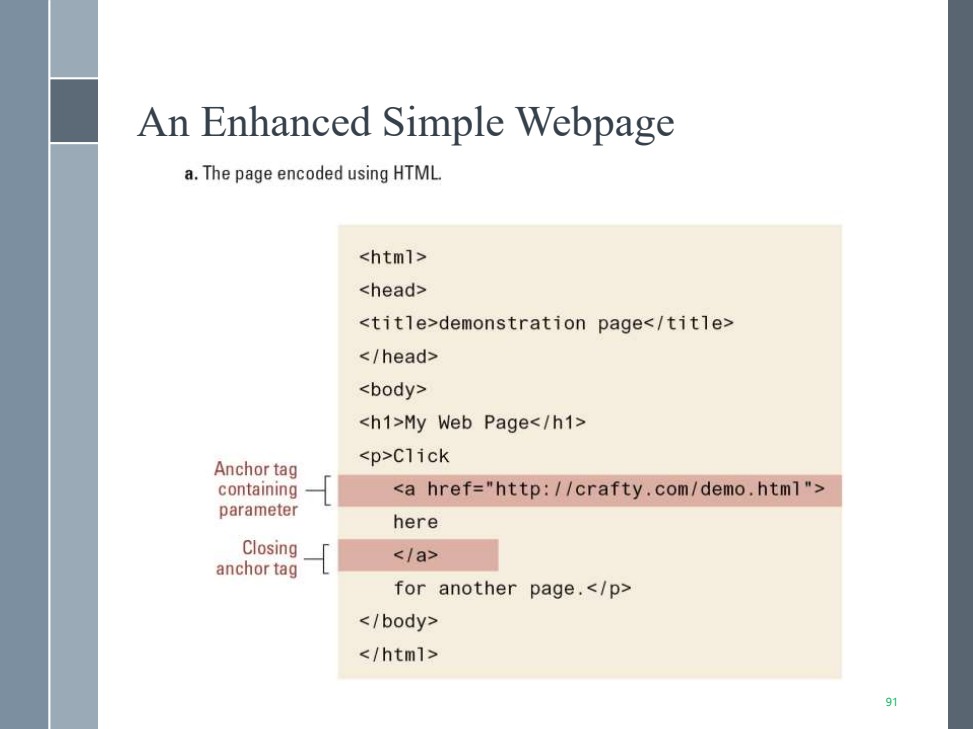 An Enhanced Simple Webpage
a. The page encoded using HTML.
<html>
<head>
<title>demonstration page</title>
</head>
<body>
<h1>My Web Page</h1>
<p>Click
Anchor tag
containing
parameter
<a href="http://crafty.com/demo.html">
here
Closing
anchor tag
</a>
for another page.</p>
</body>
</html>
91